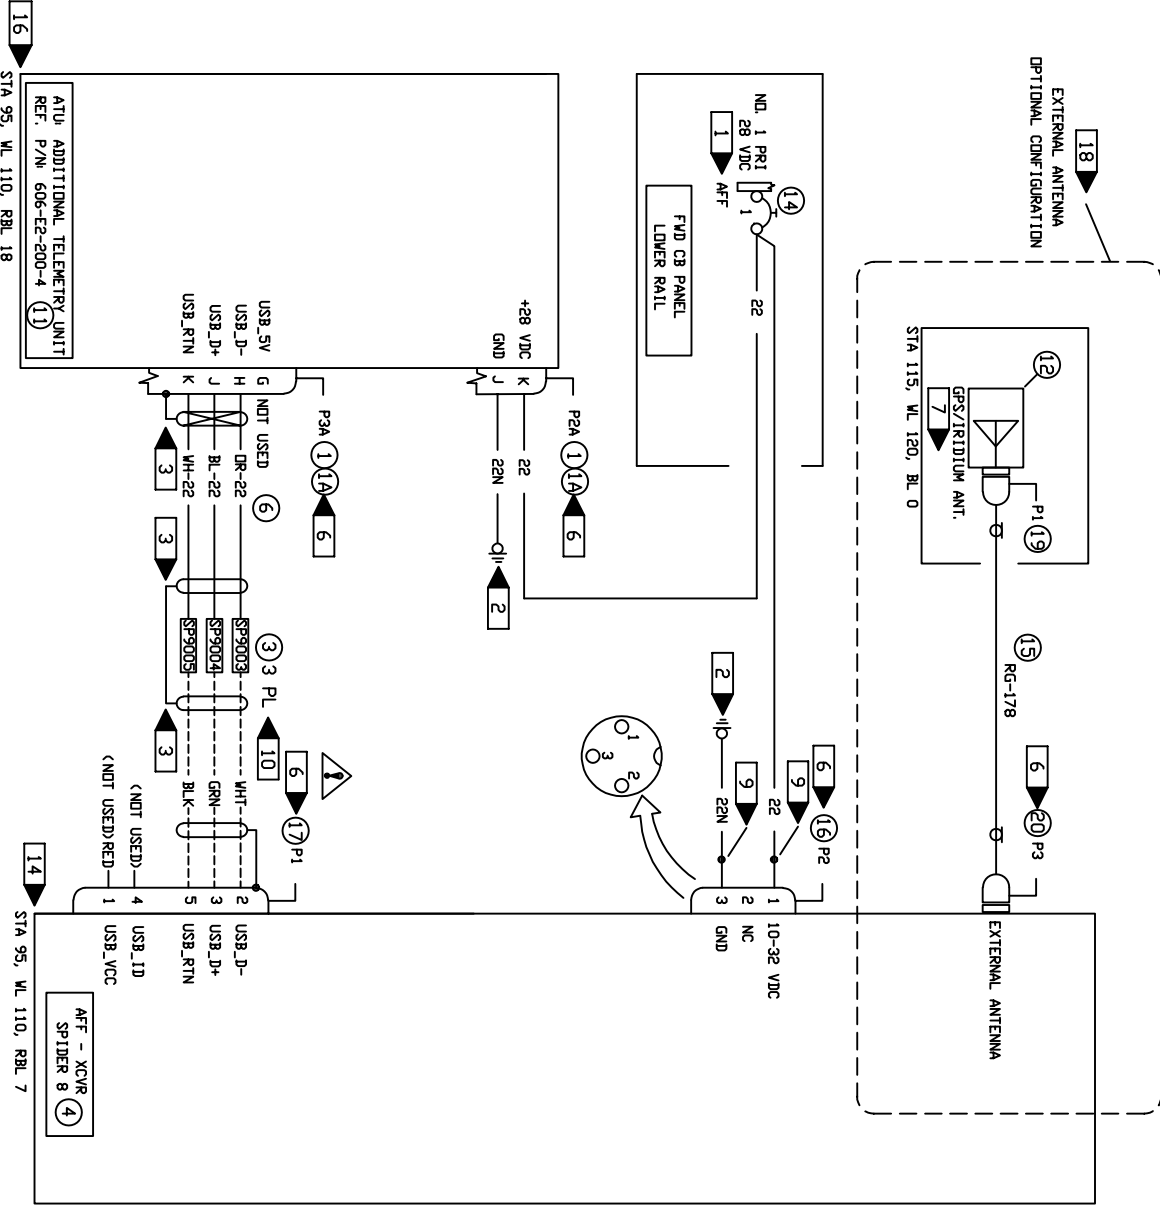 18
EXTERNAL ANTENNA
OPTIONAL CONFIGURATION
12
GPS/IRIDIUM ANT.
7
STA 115, WL 120, BL 0
P1
19
15
RG-178
6
20
P3
EXTERNAL ANTENNA
NO. 1 PRI
28 VDC
1
AFF
14
1
FWD CB PANEL
LOWER RAIL
22
6
16
P2
9
22
1
10-32 VDC
9
2
NC
2
22N
3
GND
1
2
3
P2A
1
1A
6
+28 VDC
K
22
GND
J
22N
2
P3A
1
1A
6
USB_5V
G
NOT USED
6
USB_D-
H
OR-22
USB_D+
J
BL-22
USB_RTN
K
WH-22
3
3
3
3 PL
10
SP9003
SP9004
SP9005
3
!
6
17
P1
WHT
2
USB_D-
GRN
3
USB_D+
BLK
5
USB_RTN
(NOT USED)
4
USB_ID
(NOT USED)RED
1
USB_VCC
ATU: ADDITIONAL TELEMETRY UNIT
REF. P/N: 606-E2-200-4
11
16
STA 95, WL 110, RBL 18
AFF - XCVR
SPIDER 8
4
14
STA 95, WL 110, RBL 7